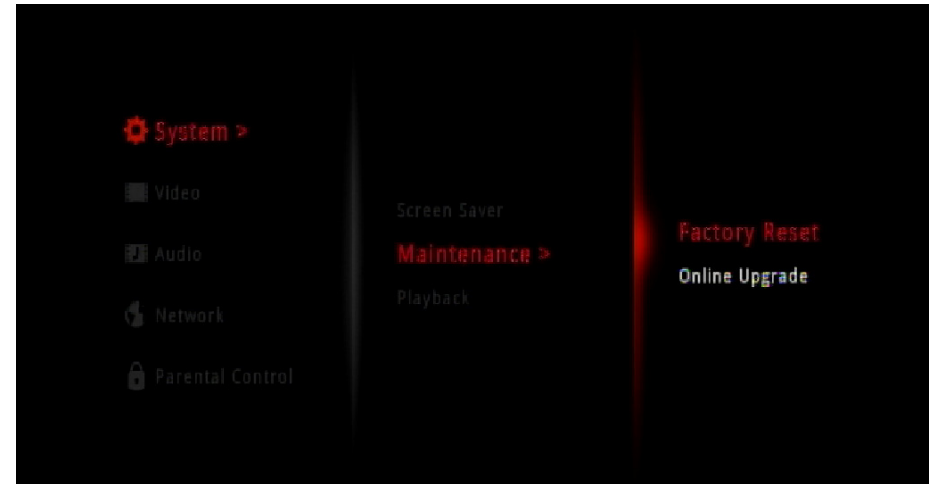 System >
Video
Audio
Network
Parental Control
Screen Saver
Maintenance >
Playback
Factory Reset
Online Upgrade